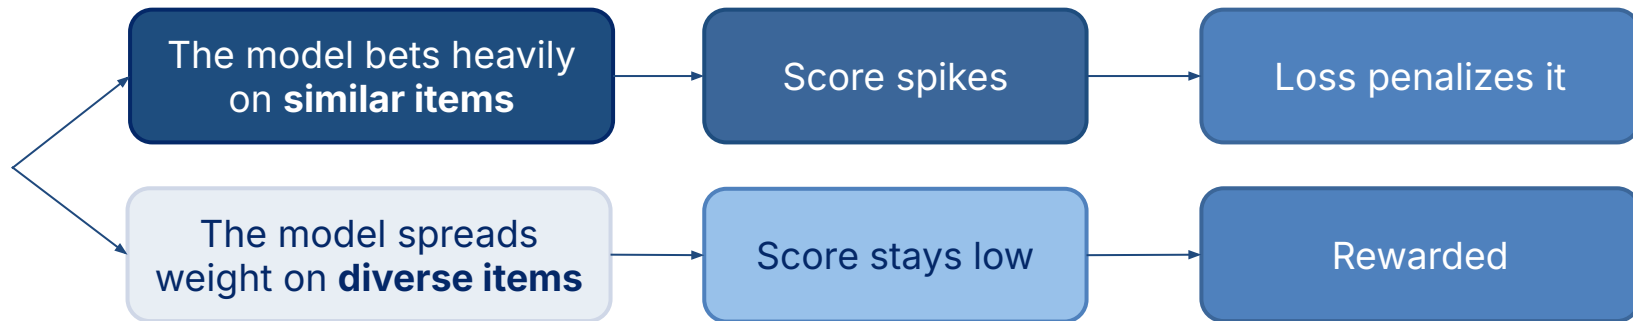 The model bets heavily
on similar items
Score spikes
Loss penalizes it
The model spreads
weight on diverse items
Score stays low
Rewarded